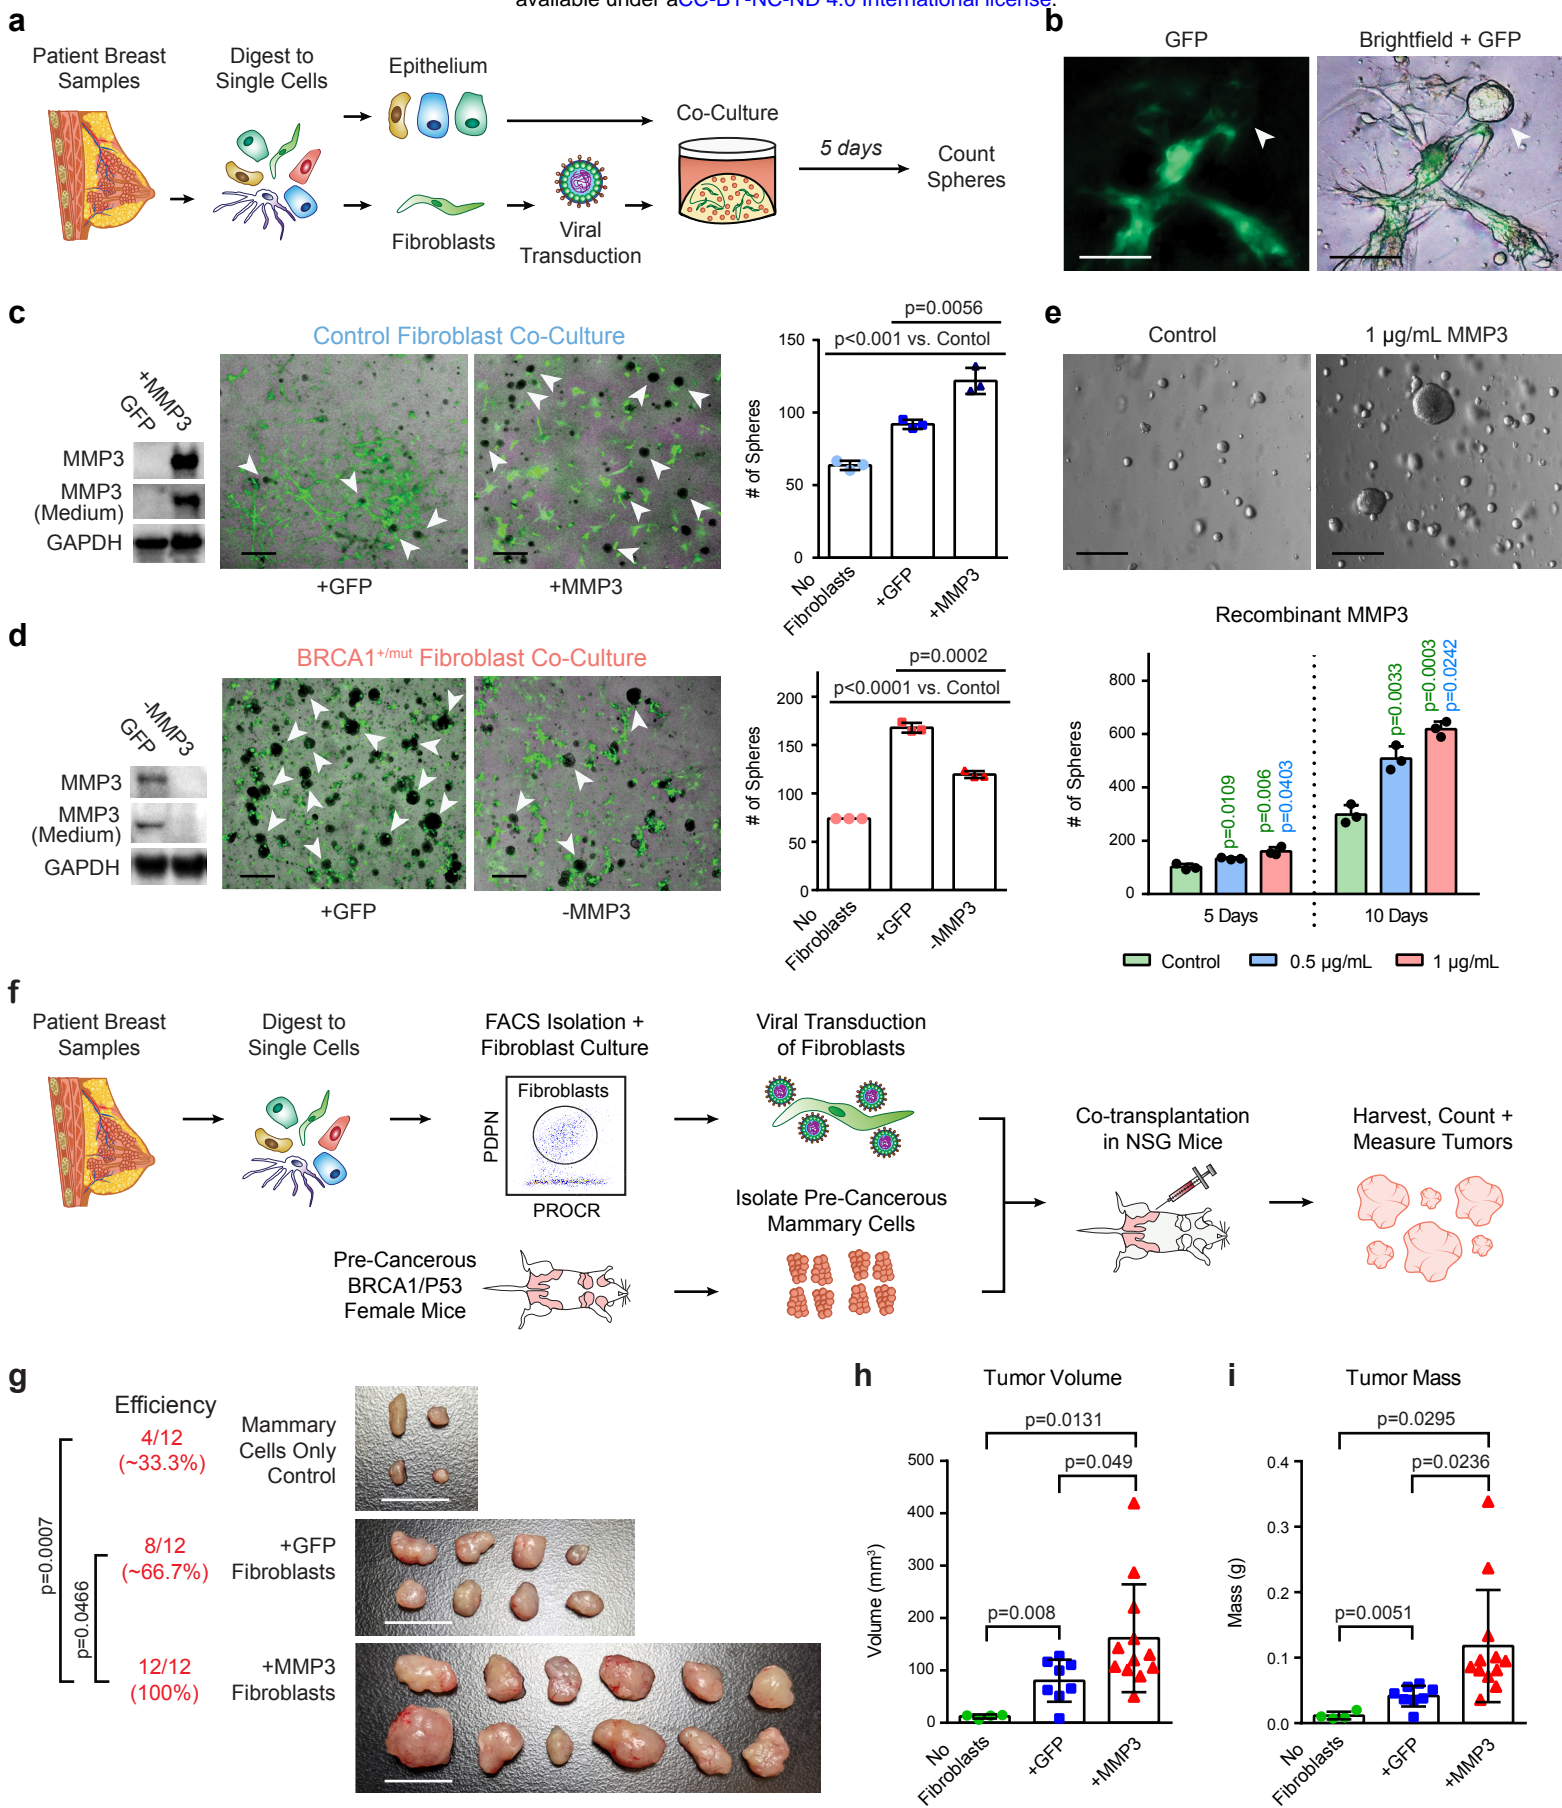 available under aCC-BY-NC-ND 4.0 International license.
a
Patient Breast
Samples
Digest to
Single Cells
Epithelium
Fibroblasts
Viral
Transduction
Co-Culture
5 days
Count
Spheres
b
GFP
Brightfield + GFP
c
Control Fibroblast Co-Culture
GFP
+MMP3
MMP3
MMP3
(Medium)
GAPDH
+GFP
+MMP3
p=0.0056
p<0.001 vs. Contol
# of Spheres
150
100
50
0
No
Fibroblasts
+GFP
+MMP3
d
BRCA1+/mut Fibroblast Co-Culture
GFP
-MMP3
MMP3
MMP3
(Medium)
GAPDH
+GFP
-MMP3
p=0.0002
p<0.0001 vs. Contol
# of Spheres
200
150
100
50
0
No
Fibroblasts
+GFP
-MMP3
e
Control
1 µg/mL MMP3
Recombinant MMP3
# of Spheres
800
600
400
200
0
p=0.0109
p=0.006
p=0.0403
p=0.0033
p=0.0003
p=0.0242
5 Days
10 Days
Control
0.5 µg/mL
1 µg/mL
f
Patient Breast
Samples
Digest to
Single Cells
FACS Isolation +
Fibroblast Culture
Fibroblasts
PDPN
PROCR
Viral Transduction
of Fibroblasts
Pre-Cancerous
BRCA1/P53
Female Mice
Isolate Pre-Cancerous
Mammary Cells
Co-transplantation
in NSG Mice
Harvest, Count +
Measure Tumors
g
Efficiency
4/12
(~33.3%)
Mammary
Cells Only
Control
8/12
(~66.7%)
+GFP
Fibroblasts
12/12
(100%)
+MMP3
Fibroblasts
p=0.0007
p=0.0466
h
Tumor Volume
p=0.0131
p=0.049
p=0.008
Volume (mm³)
500
400
300
200
100
0
No
Fibroblasts
+GFP
+MMP3
i
Tumor Mass
p=0.0295
p=0.0236
p=0.0051
Mass (g)
0.4
0.3
0.2
0.1
0.0
No
Fibroblasts
+GFP
+MMP3